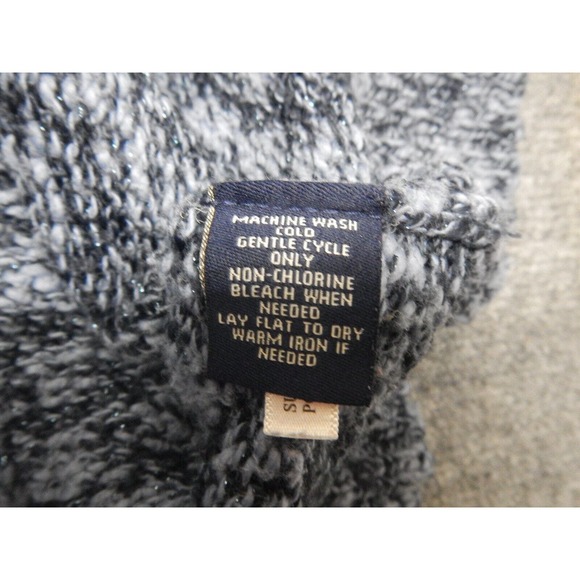 MACHINE WASH
COLD
GENTLE CYCLE
ONLY
NON-CHLORINE
BLEACH WHEN
NEEDED
LAY FLAT TO DRY
WARM IRON IF
NEEDED